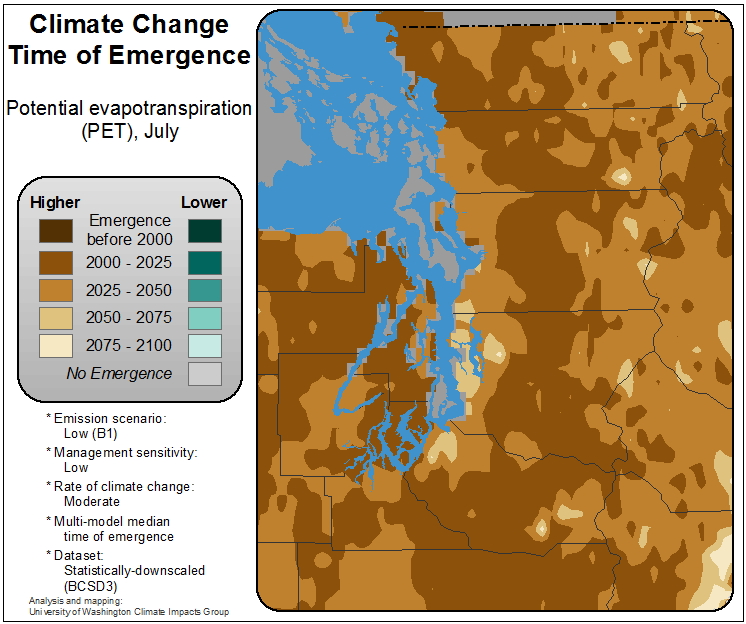 Climate Change
Time of Emergence
Potential evapotranspiration
(PET), July
Higher Lower
Emergence
before 2000
2000 - 2025
2025 - 2050
2050 - 2075
2075 - 2100
No Emergence
* Emission scenario:
Low (B1)
* Management sensitivity:
Low
* Rate of climate change:
Moderate
* Multi-model median
time of emergence
* Dataset:
Statistically-downscaled
(BCSD3)
Analysis and mapping:
University of Washington Climate Impacts Group